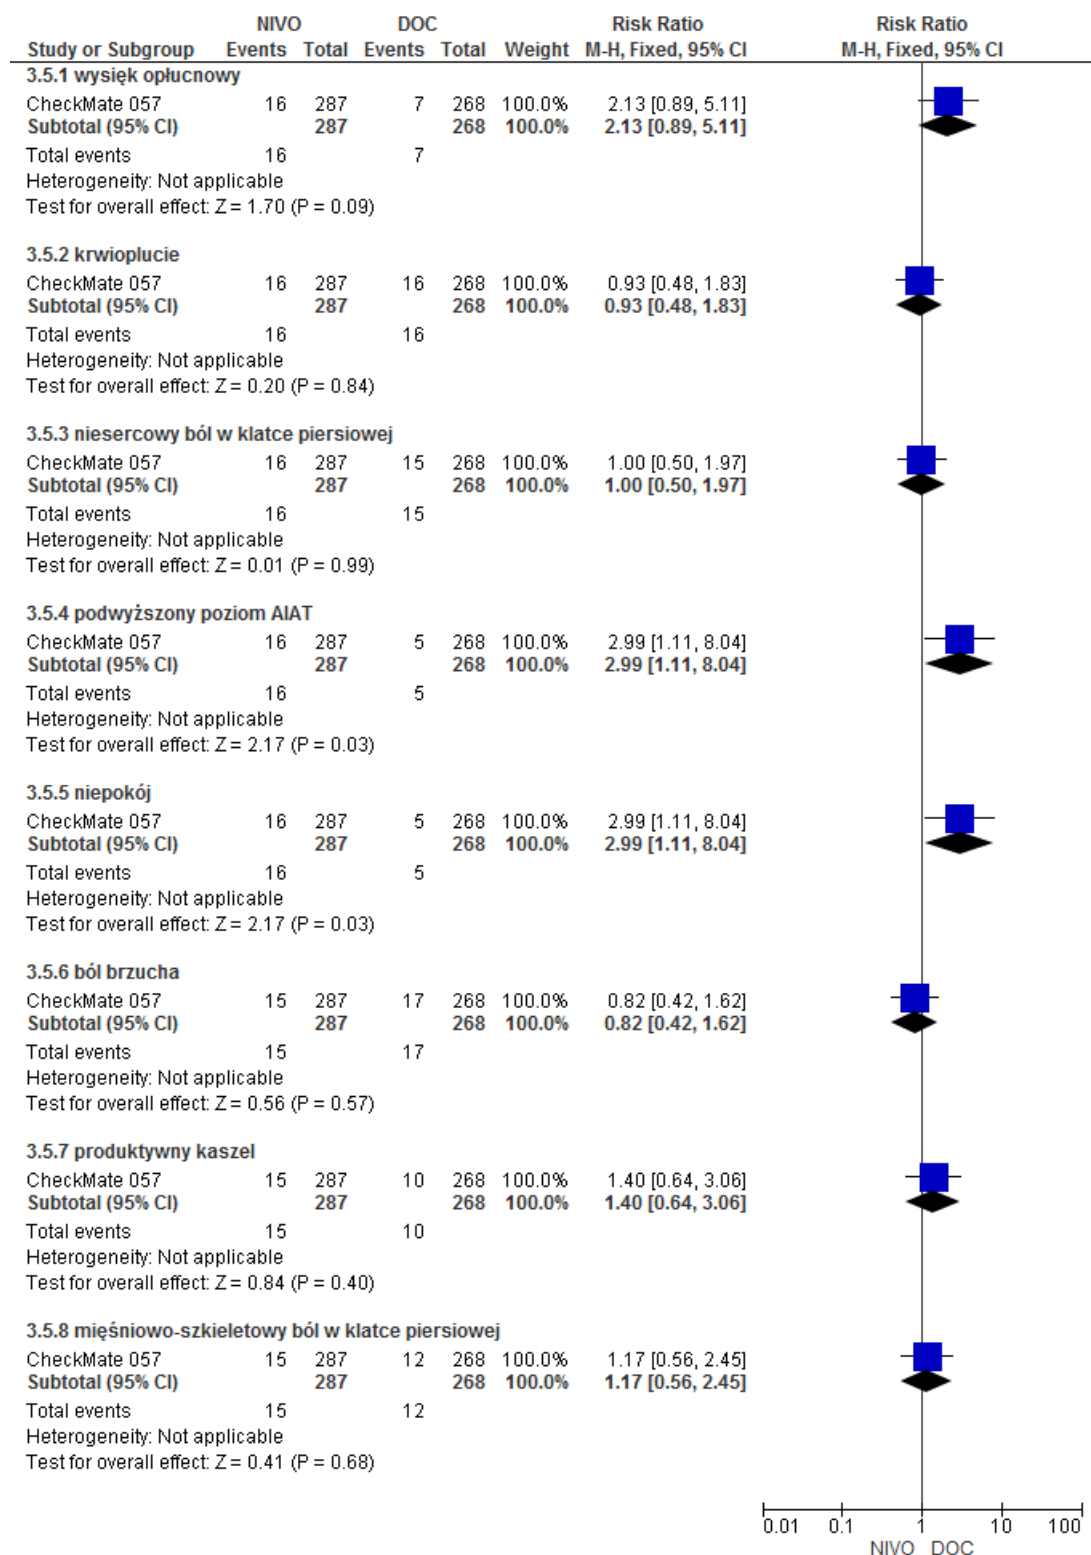 NIVO DOC Risk Ratio Risk Ratio
Study or Subgroup Events Total Events Total Weight M-H, Fixed, 95% CI M-H, Fixed, 95% CI
3.5.1 wysięk opłucnowy
CheckMate 057 16 287 7 268 100.0% 2.13 [0.89, 5.11]
Subtotal (95% CI) 287 268 100.0% 2.13 [0.89, 5.11]
Total events 16 7
Heterogeneity: Not applicable
Test for overall effect: Z = 1.70 (P = 0.09)
3.5.2 krwioplucie
CheckMate 057 16 287 16 268 100.0% 0.93 [0.48, 1.83]
Subtotal (95% CI) 287 268 100.0% 0.93 [0.48, 1.83]
Total events 16 16
Heterogeneity: Not applicable
Test for overall effect: Z = 0.20 (P = 0.84)
3.5.3 niesercowy ból w klatce piersiowej
CheckMate 057 16 287 15 268 100.0% 1.00 [0.50, 1.97]
Subtotal (95% CI) 287 268 100.0% 1.00 [0.50, 1.97]
Total events 16 15
Heterogeneity: Not applicable
Test for overall effect: Z = 0.01 (P = 0.99)
3.5.4 podwyższony poziom AlAT
CheckMate 057 16 287 5 268 100.0% 2.99 [1.11, 8.04]
Subtotal (95% CI) 287 268 100.0% 2.99 [1.11, 8.04]
Total events 16 5
Heterogeneity: Not applicable
Test for overall effect: Z = 2.17 (P = 0.03)
3.5.5 niepokój
CheckMate 057 16 287 5 268 100.0% 2.99 [1.11, 8.04]
Subtotal (95% CI) 287 268 100.0% 2.99 [1.11, 8.04]
Total events 16 5
Heterogeneity: Not applicable
Test for overall effect: Z = 2.17 (P = 0.03)
3.5.6 ból brzucha
CheckMate 057 15 287 17 268 100.0% 0.82 [0.42, 1.62]
Subtotal (95% CI) 287 268 100.0% 0.82 [0.42, 1.62]
Total events 15 17
Heterogeneity: Not applicable
Test for overall effect: Z = 0.56 (P = 0.57)
3.5.7 produktywny kaszel
CheckMate 057 15 287 10 268 100.0% 1.40 [0.64, 3.06]
Subtotal (95% CI) 287 268 100.0% 1.40 [0.64, 3.06]
Total events 15 10
Heterogeneity: Not applicable
Test for overall effect: Z = 0.84 (P = 0.40)
3.5.8 mięśniowo-szkieletowy ból w klatce piersiowej
CheckMate 057 15 287 12 268 100.0% 1.17 [0.56, 2.45]
Subtotal (95% CI) 287 268 100.0% 1.17 [0.56, 2.45]
Total events 15 12
Heterogeneity: Not applicable
Test for overall effect: Z = 0.41 (P = 0.68)
0.01 0.1 1 10 100
NIVO DOC